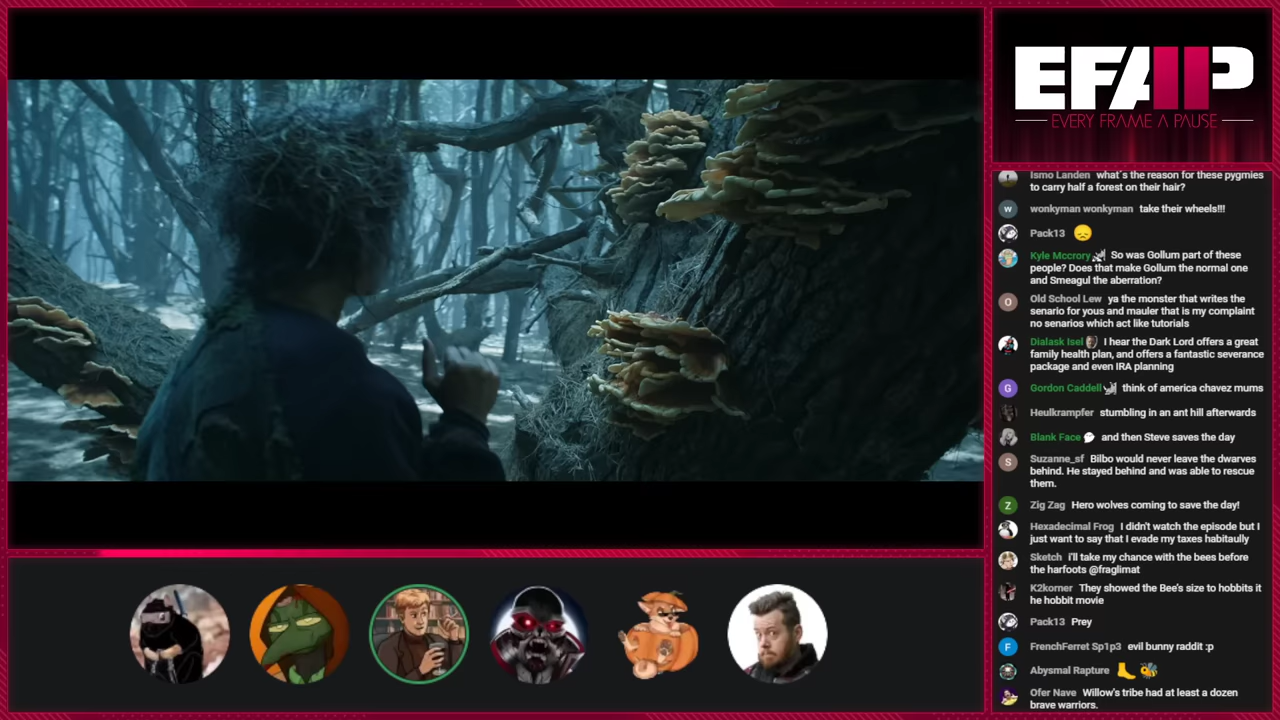 EFAP
EVERY FRAME A PAUSE
Ismo Landen what's the reason for these pygmies
to carry half a forest on their hair?
W wonkyman wonkyman take their wheels!!!
Pack13
Kyle Mccrory So was Gollum part of these
people? Does that make Gollum the normal one
and Smeagul the aberration?
O Old School Lew ya the monster that writes the
senario for yous and mauler that is my complaint
no senarios which act like tutorials
Dialask Isel I hear the Dark Lord offers a great
family health plan, and offers a fantastic severance
package and even IRA planning
G Gordon Caddell think of america chavez mums
Heulkrampfer stumbling in an ant hill afterwards
Blank Face and then Steve saves the day
S Suzanne_sf Bilbo would never leave the dwarves
behind. He stayed behind and was able to rescue
them.
Z Zig Zag Hero wolves coming to save the day!
Hexadecimal Frog I didn't watch the episode but I
just want to say that I evade my taxes habitaully
Sketch i'll take my chance with the bees before
the harfoots @fraglimat
K2korner They showed the Bee's size to hobbits it
he hobbit movie
Pack13 Prey
F FrenchFerret Sp1p3 evil bunny raddit :p
Abysmal Rapture
Ofer Nave Willow's tribe had at least a dozen
brave warriors.